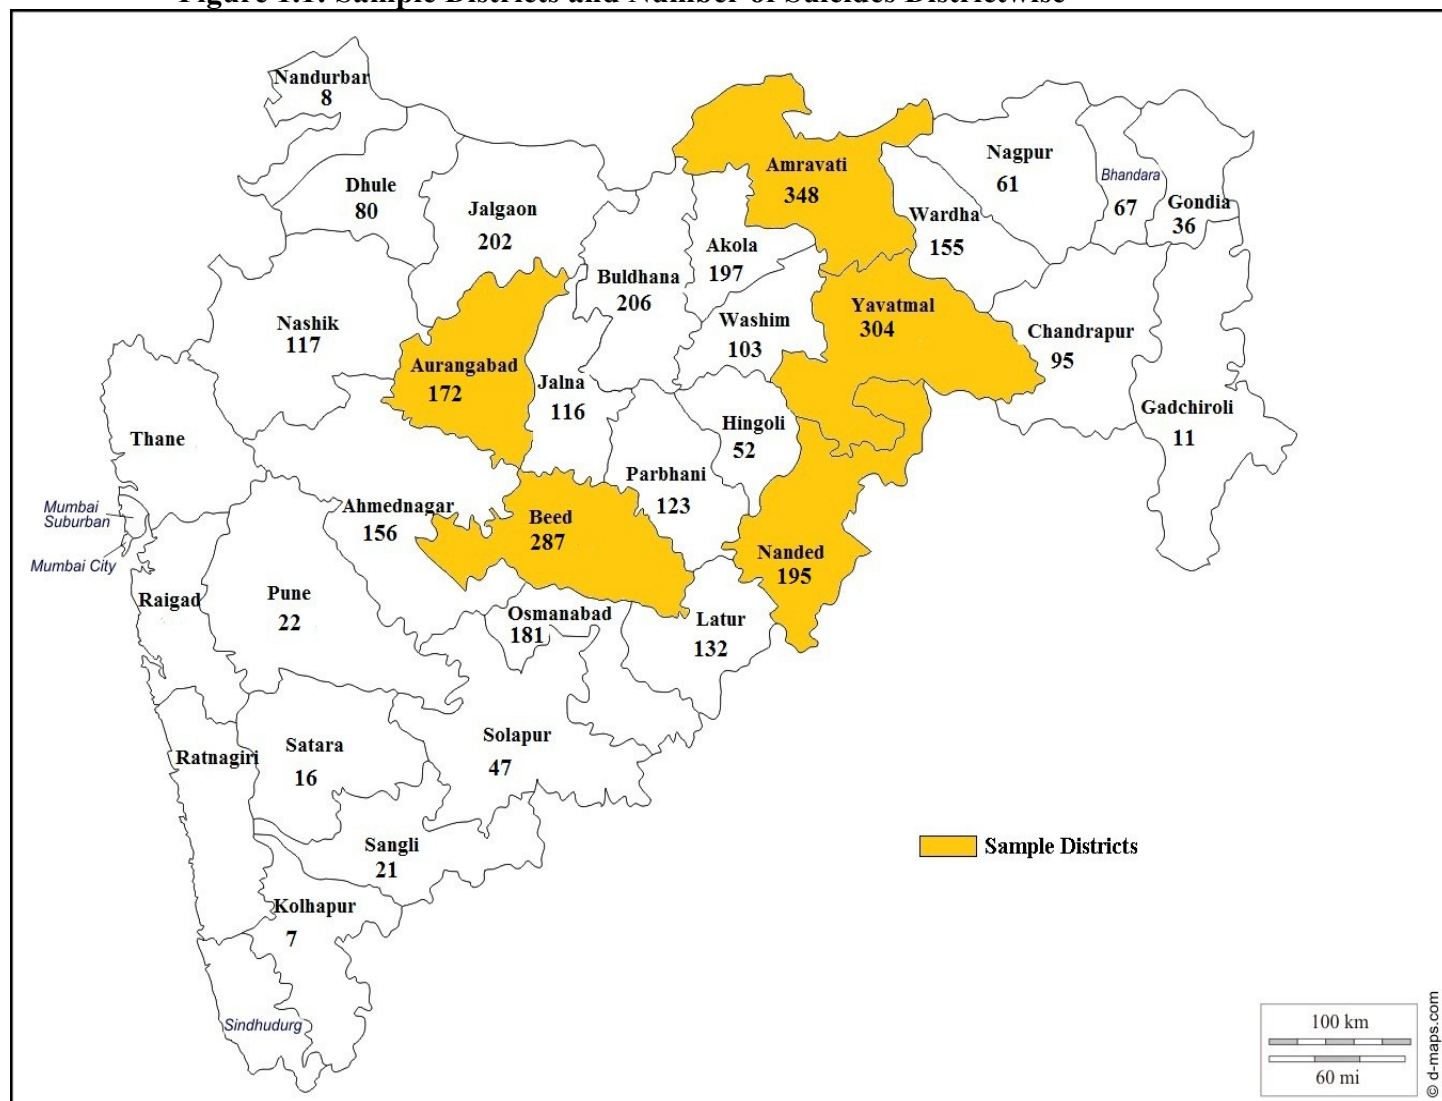 Figure 1.1: Sample Districts and Number of Suicides Districtwise
Nandurbar
8
Dhule
80
Jalgaon
202
Amravati
348
Nagpur
61
Bhandara
67
Gondia
36
Wardha
155
Akola
197
Buldhana
206
Washim
103
Yavatmal
304
Chandrapur
95
Gadchiroli
11
Nashik
117
Aurangabad
172
Jalna
116
Hingoli
52
Thane
Parbhani
123
Ahmednagar
156
Beed
287
Nanded
195
Mumbai
Suburban
Mumbai City
Raigad
Pune
22
Osmanabad
181
Latur
132
Ratnagiri
Satara
16
Solapur
47
Sangli
21
Kolhapur
7
Sindhudurg
Sample Districts
100 km
60 mi
© d-maps.com